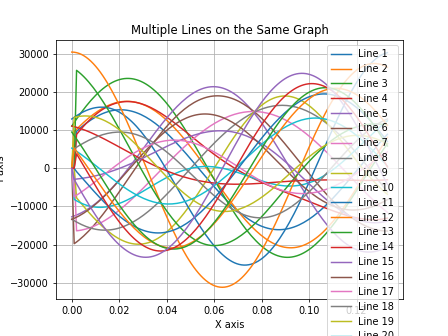 Multiple Lines on the Same Graph
30000
20000
10000
0
−10000
−20000
−30000
0.00
0.02
0.04
0.06
0.08
0.10
X axis
Line 1
Line 2
Line 3
Line 4
Line 5
Line 6
Line 7
Line 8
Line 9
Line 10
Line 11
Line 12
Line 13
Line 14
Line 15
Line 16
Line 17
Line 18
Line 19
Line 20